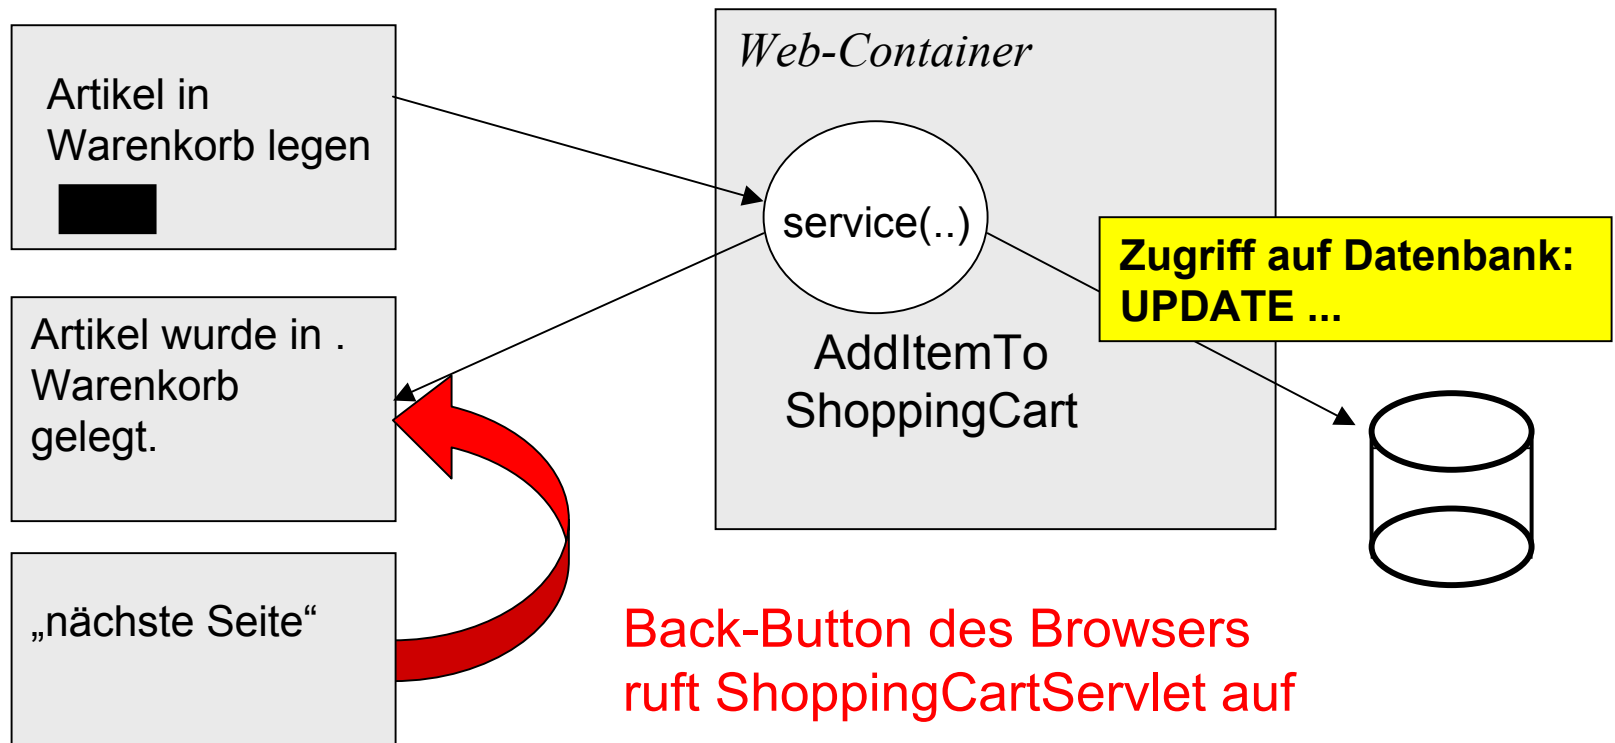 Artikel in
Warenkorb legen
Web-Container
service(..)
AddItemTo
ShoppingCart
Zugriff auf Datenbank:
UPDATE ...
Artikel wurde in .
Warenkorb
gelegt.
„nächste Seite“
Back-Button des Browsers
ruft ShoppingCartServlet auf